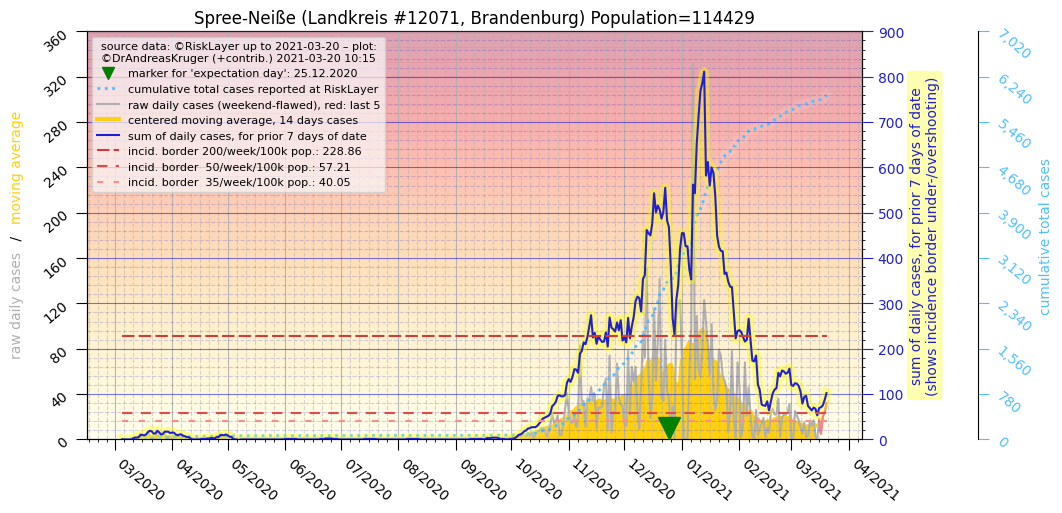 Spree-Neiße (Landkreis #12071, Brandenburg) Population=114429
source data: ©RiskLayer up to 2021-03-20 – plot:
©DrAndreasKruger (+contrib.) 2021-03-20 10:15
marker for 'expectation day': 25.12.2020
cumulative total cases reported at RiskLayer
raw daily cases (weekend-flawed), red: last 5
centered moving average, 14 days cases
sum of daily cases, for prior 7 days of date
incid. border 200/week/100k pop.: 228.86
incid. border  50/week/100k pop.: 57.21
incid. border  35/week/100k pop.: 40.05
raw daily cases / moving average
360
320
280
240
200
160
120
80
40
0
03/2020
04/2020
05/2020
06/2020
07/2020
08/2020
09/2020
10/2020
11/2020
12/2020
01/2021
02/2021
03/2021
04/2021
900
800
700
600
500
400
300
200
100
0
sum of daily cases, for prior 7 days of date
(shows incidence border under-/overshooting)
7,020
6,240
5,460
4,680
3,900
3,120
2,340
1,560
780
0
cumulative total cases